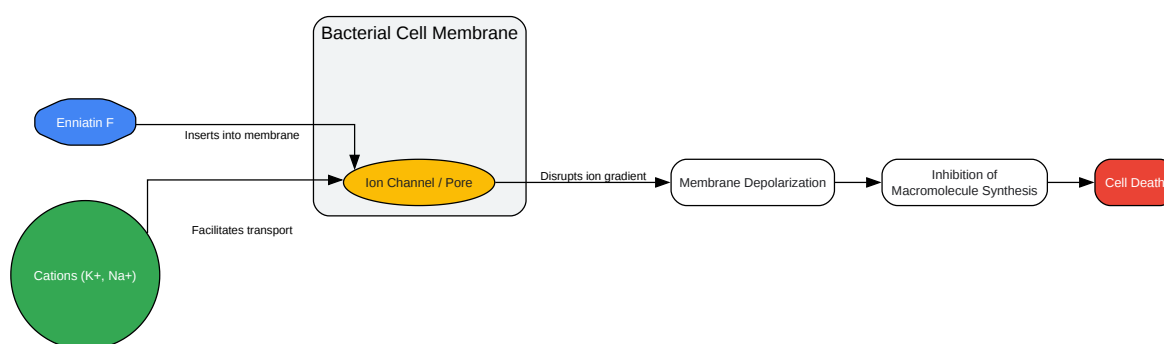 Bacterial Cell Membrane
Enniatin F
Inserts into membrane
Ion Channel / Pore
Disrupts ion gradient
Membrane Depolarization
Inhibition of
Macromolecule Synthesis
Cell Death
Facilitates transport
Cations (K+, Na+)